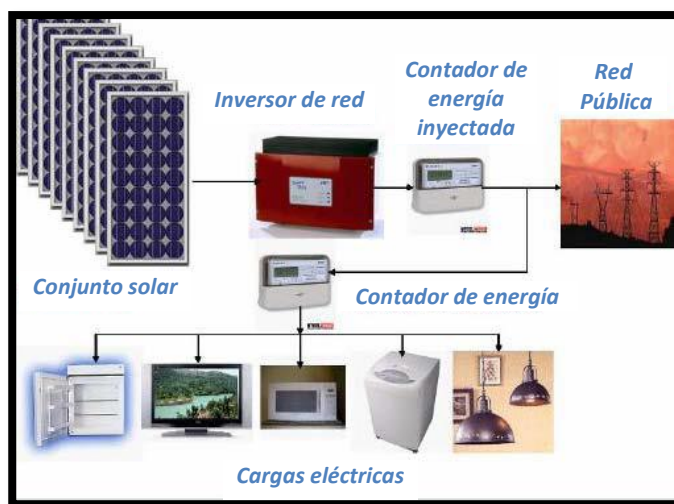 Inversor de red
Contador de
energía
inyectada
Red
Pública
Conjunto solar
Contador de energía
Cargas eléctricas